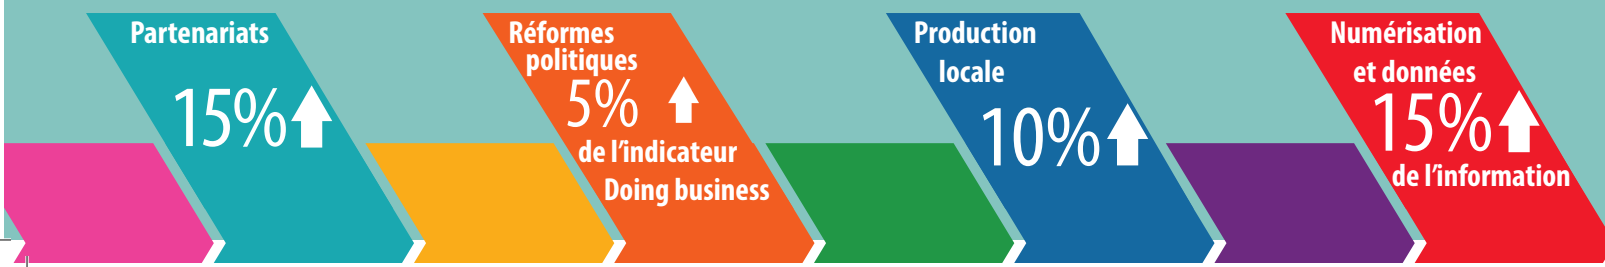 Partenariats
15%
Réformes
politiques
5%
de l'indicateur
Doing business
Production
locale
10%
Numérisation
et données
15%
de l'information